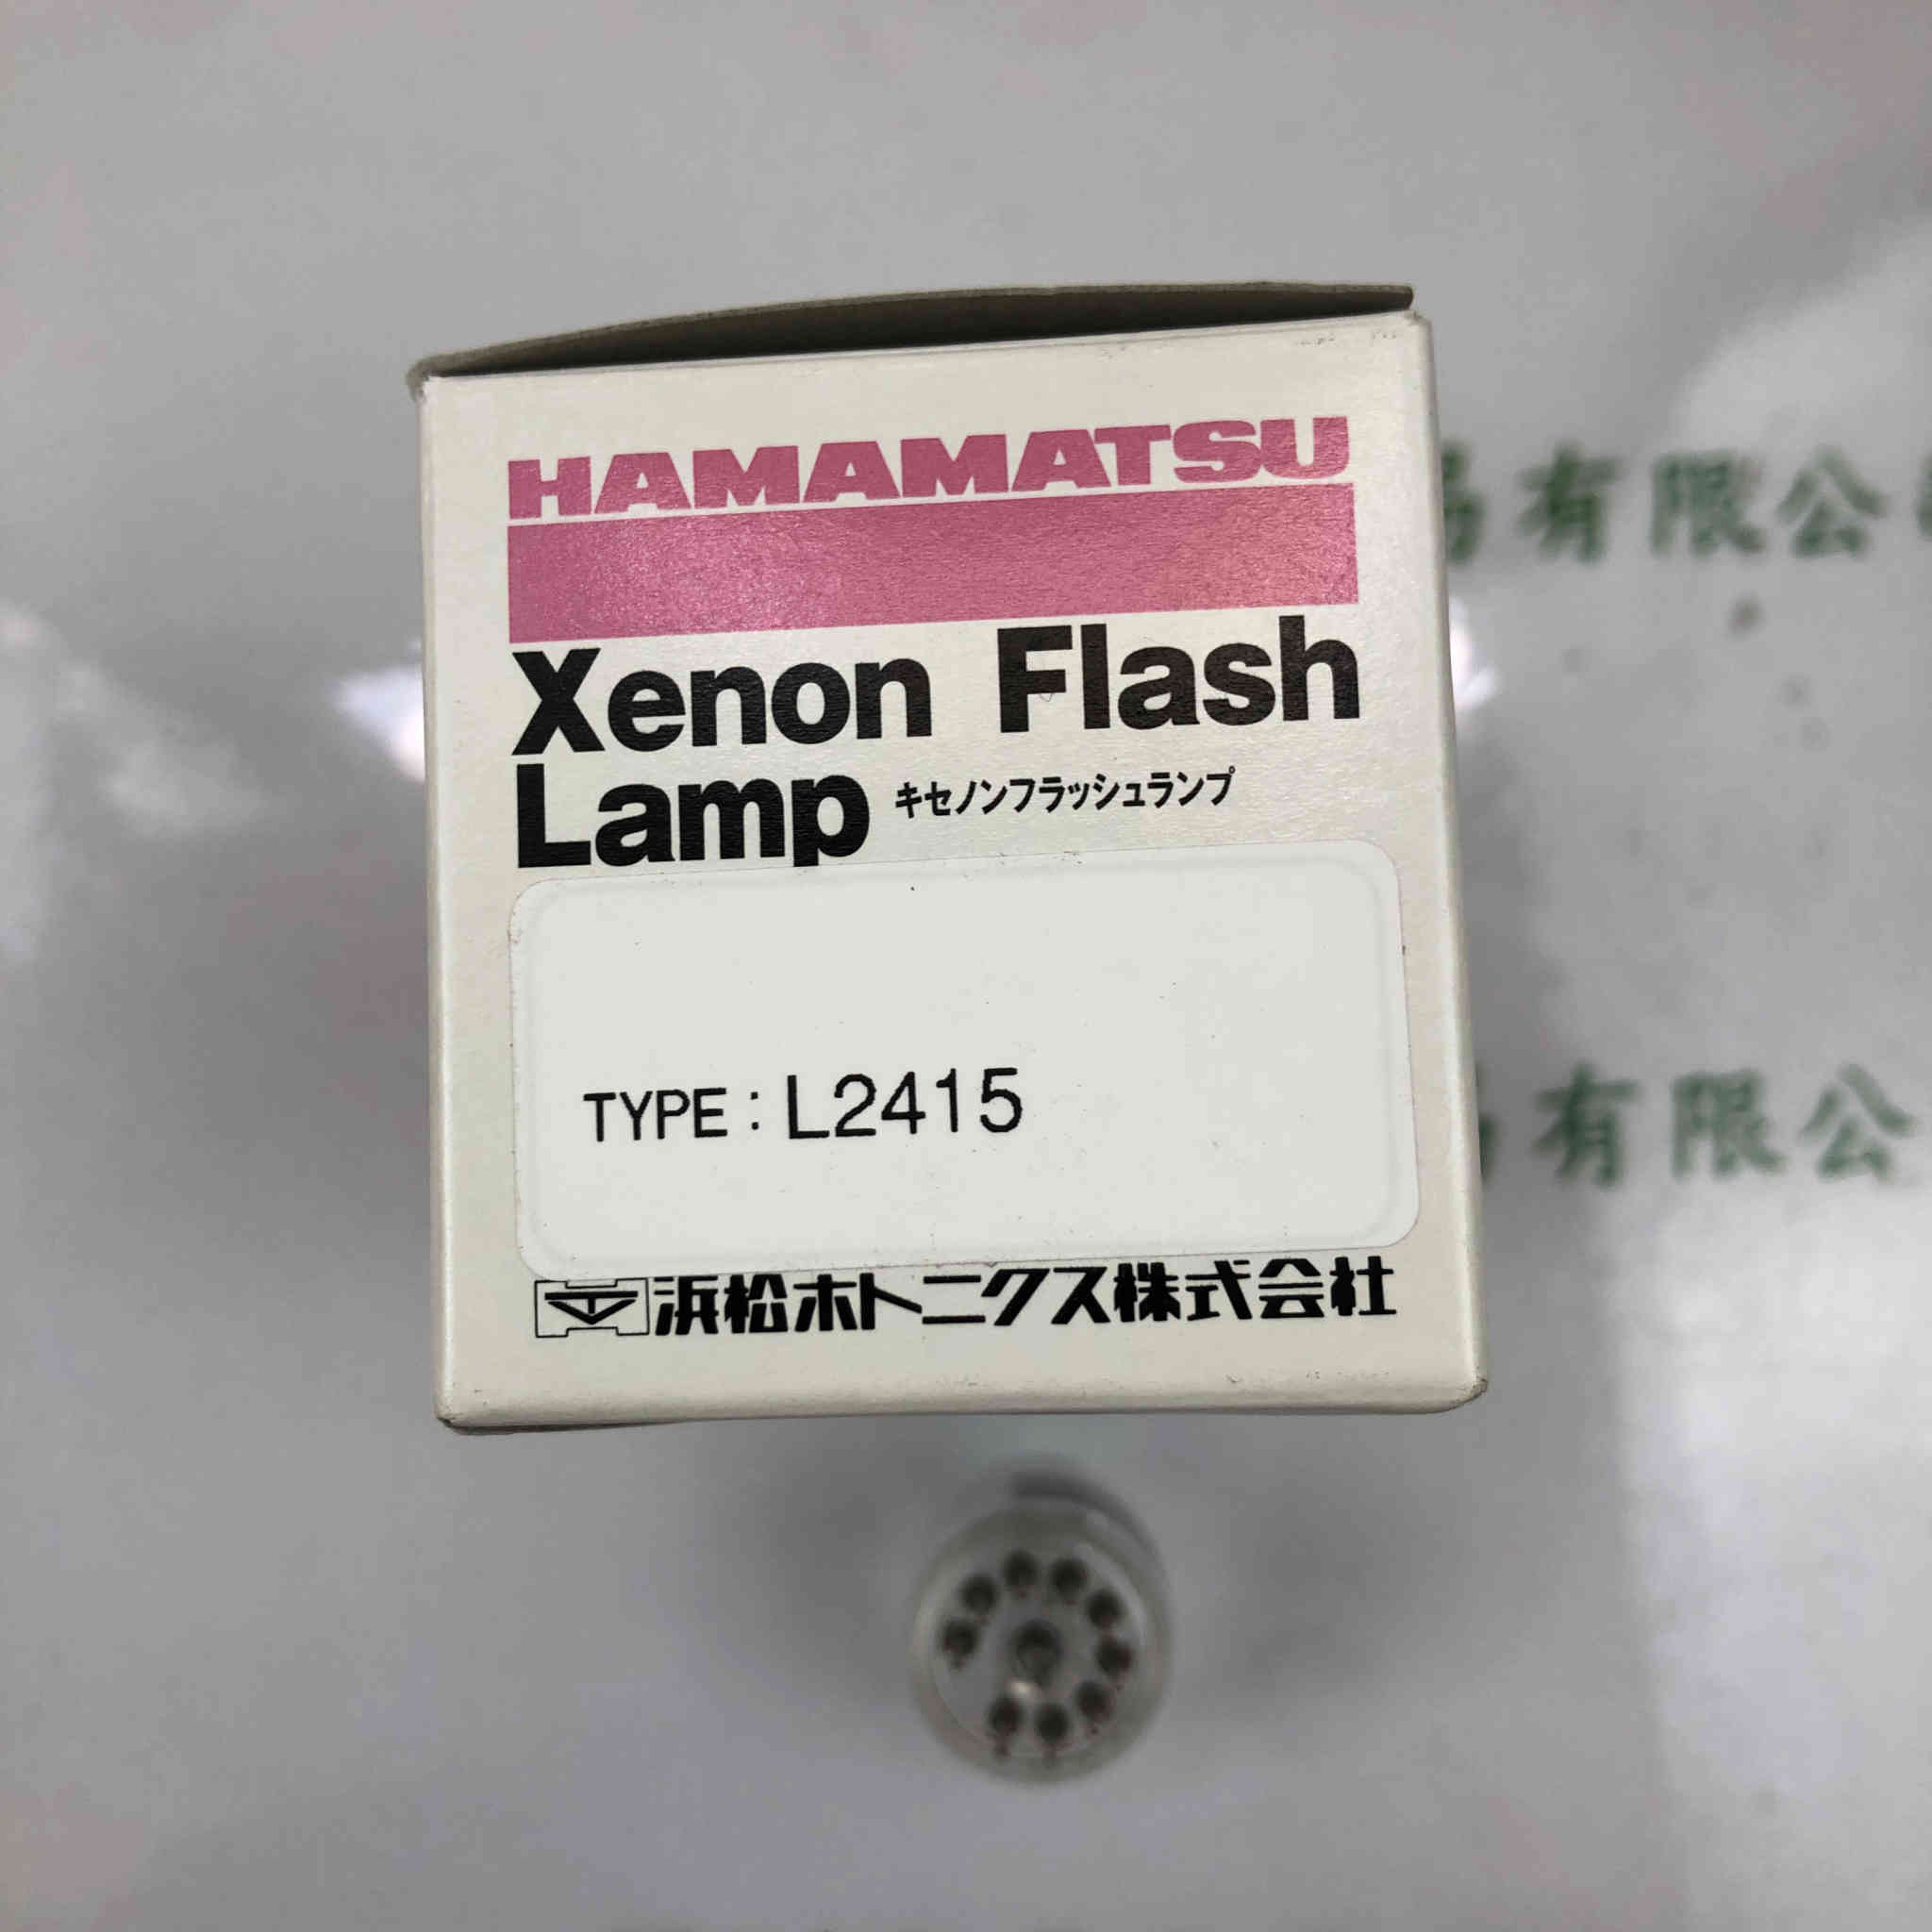 HAMAMATSU
Xenon Flash
Lamp キセノンフラッシュランプ
TYPE : L2415
浜松ホトニクス株式会社
有限公
有限公